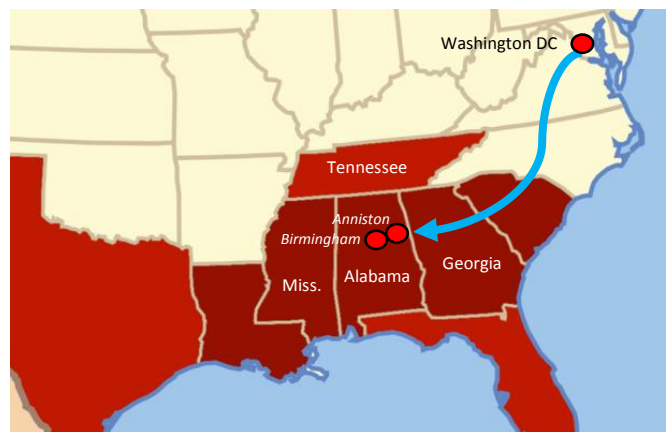 Washington DC
Tennessee
Anniston
Birmingham
Miss.
Alabama
Georgia